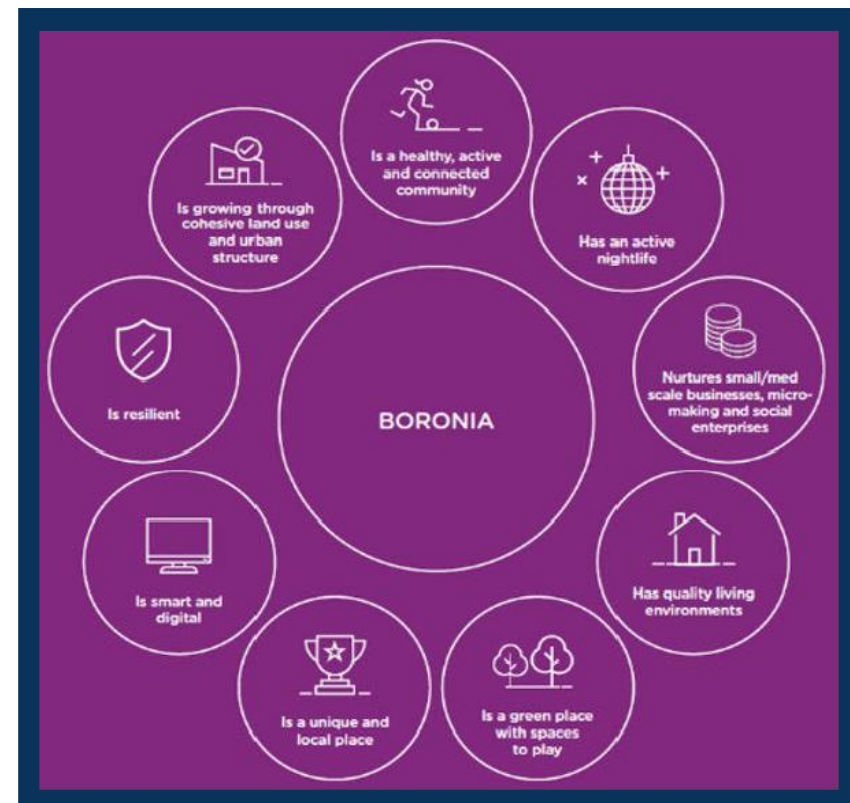 Is a healthy, active
and connected
community
Has an active
nightlife
Nurtures small/med
scale businesses, micro-
making and social
enterprises
Has quality living
environments
Is a green place
with spaces
to play
Is a unique and
local place
Is smart and
digital
Is resilient
Is growing through
cohesive land use
and urban
structure
BORONIA